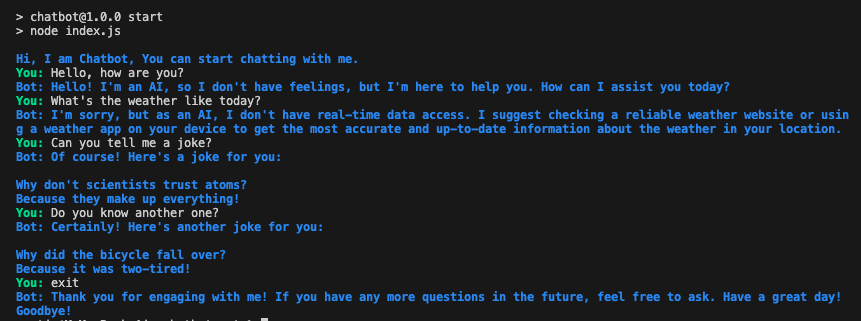 > chatbot@1.0.0 start
> node index.js
Hi, I am Chatbot, You can start chatting with me.
You: Hello, how are you?
Bot: Hello! I'm an AI, so I don't have feelings, but I'm here to help you. How can I assist you today?
You: What's the weather like today?
Bot: I'm sorry, but as an AI, I don't have real-time data access. I suggest checking a reliable weather website or usin
g a weather app on your device to get the most accurate and up-to-date information about the weather in your location.
You: Can you tell me a joke?
Bot: Of course! Here's a joke for you:
Why don't scientists trust atoms?
Because they make up everything!
You: Do you know another one?
Bot: Certainly! Here's another joke for you:
Why did the bicycle fall over?
Because it was two-tired!
You: exit
Bot: Thank you for engaging with me! If you have any more questions in the future, feel free to ask. Have a great day!
Goodbye!